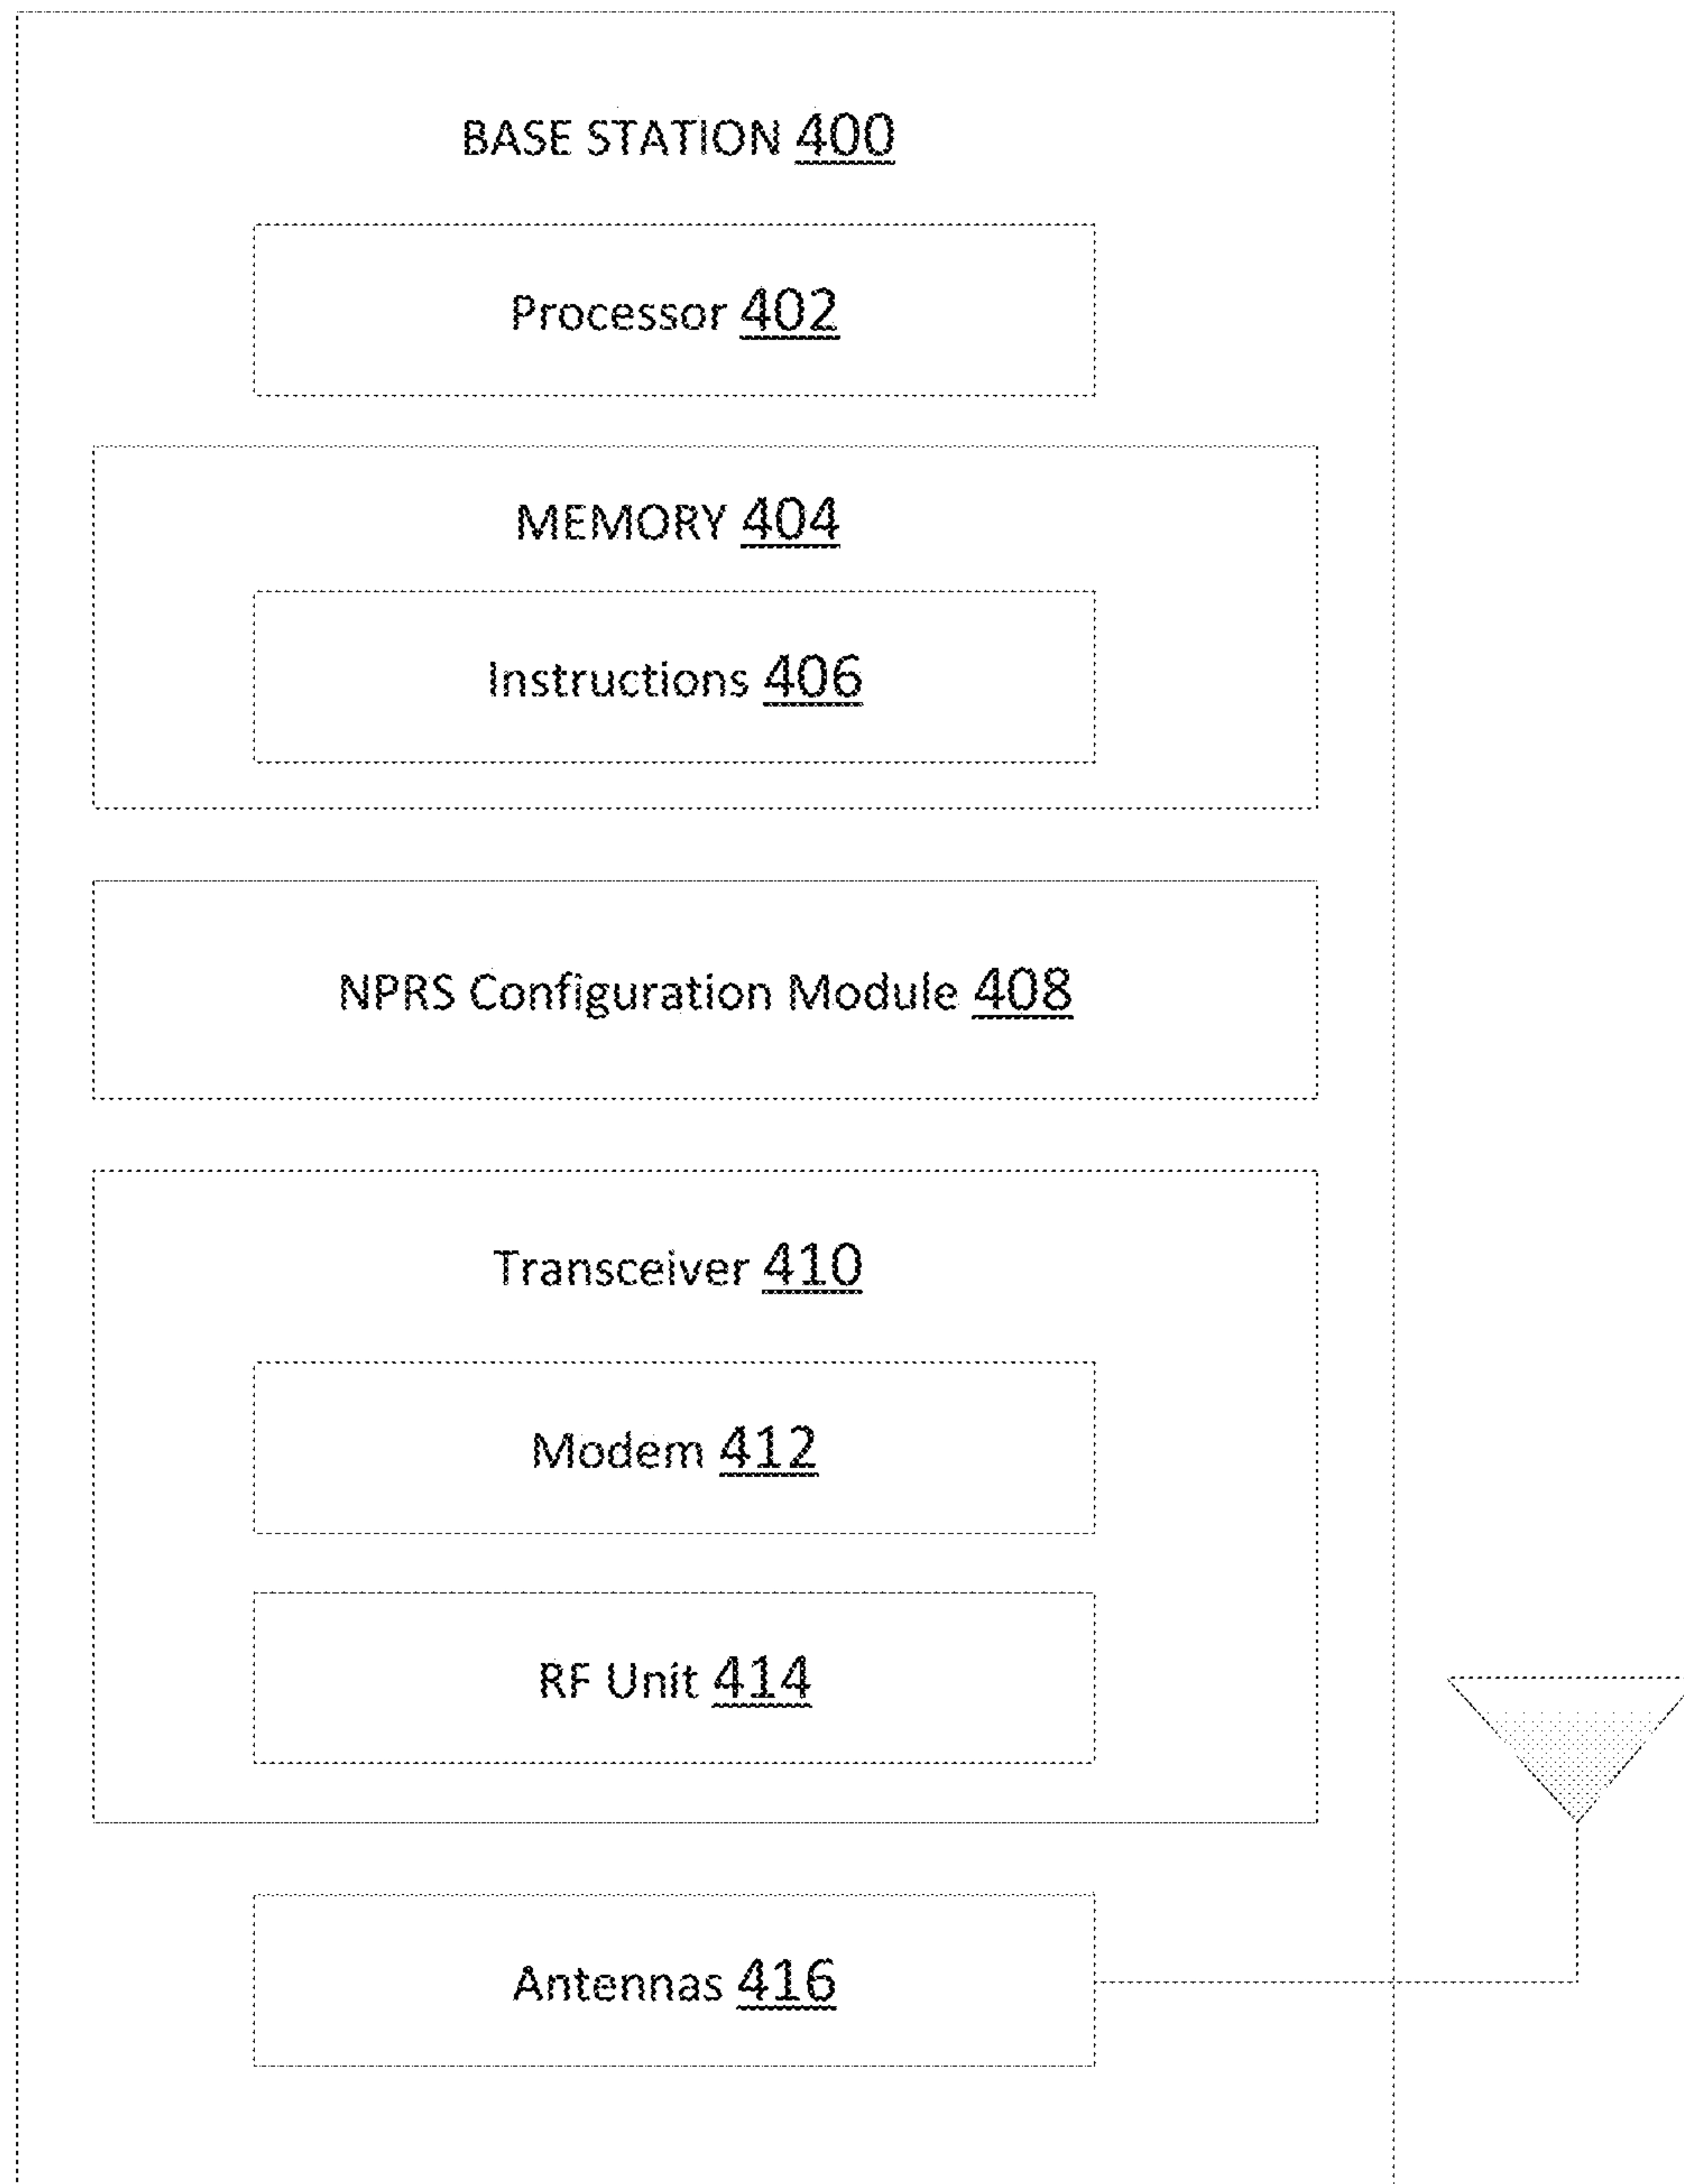 BASE STATION 400
Processor 402
MEMORY 404
Instructions 406
NPRS Configuration Module 408
Transceiver 410
Modem 412
RF Unit 414
Antennas 416